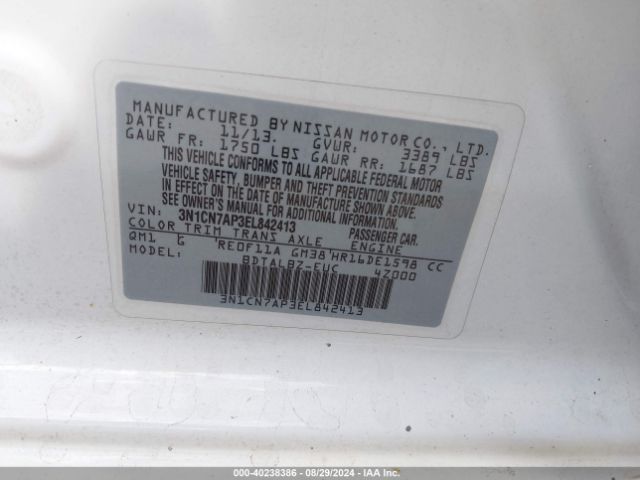 MANUFACTURED BY NISSAN MOTOR CO., LTD.
DATE: 11/13. GVWR: 3389 LBS
GAWR FR: 1750 LBS GAWR RR: 1687 LBS
THIS VEHICLE CONFORMS TO ALL APPLICABLE FEDERAL MOTOR
VEHICLE SAFETY, BUMPER AND THEFT PREVENTION STANDARDS
IN EFFECT ON THE DATE OF MANUFACTURE SHOWN ABOVE.
SEE OWNER'S MANUAL FOR ADDITIONAL INFORMATION.
VIN: 3N1CN7AP3EL842413 PASSENGER CAR.
COLOR TRIM TRANS AXLE ENGINE
QM1 G RE0F11A GM38 HR16DE1598 CC
MODEL: BDTALBZ-EUC 4Z000
3N1CN7AP3EL842413
000-40238386 - 08/29/2024 - IAA Inc.